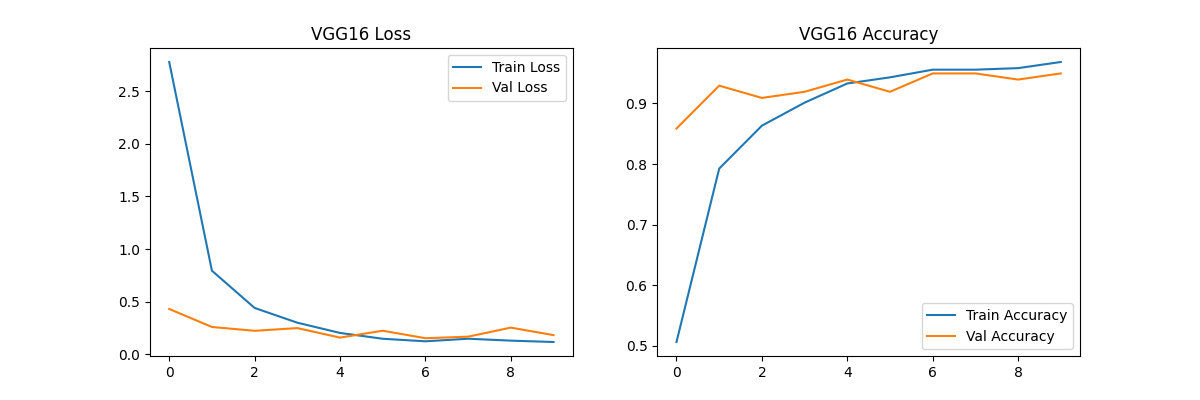 VGG16 Loss
Train Loss
Val Loss
2.5
2.0
1.5
1.0
0.5
0.0
0 2 4 6 8
VGG16 Accuracy
0.9
0.8
0.7
0.6
0.5
Train Accuracy
Val Accuracy
0 2 4 6 8